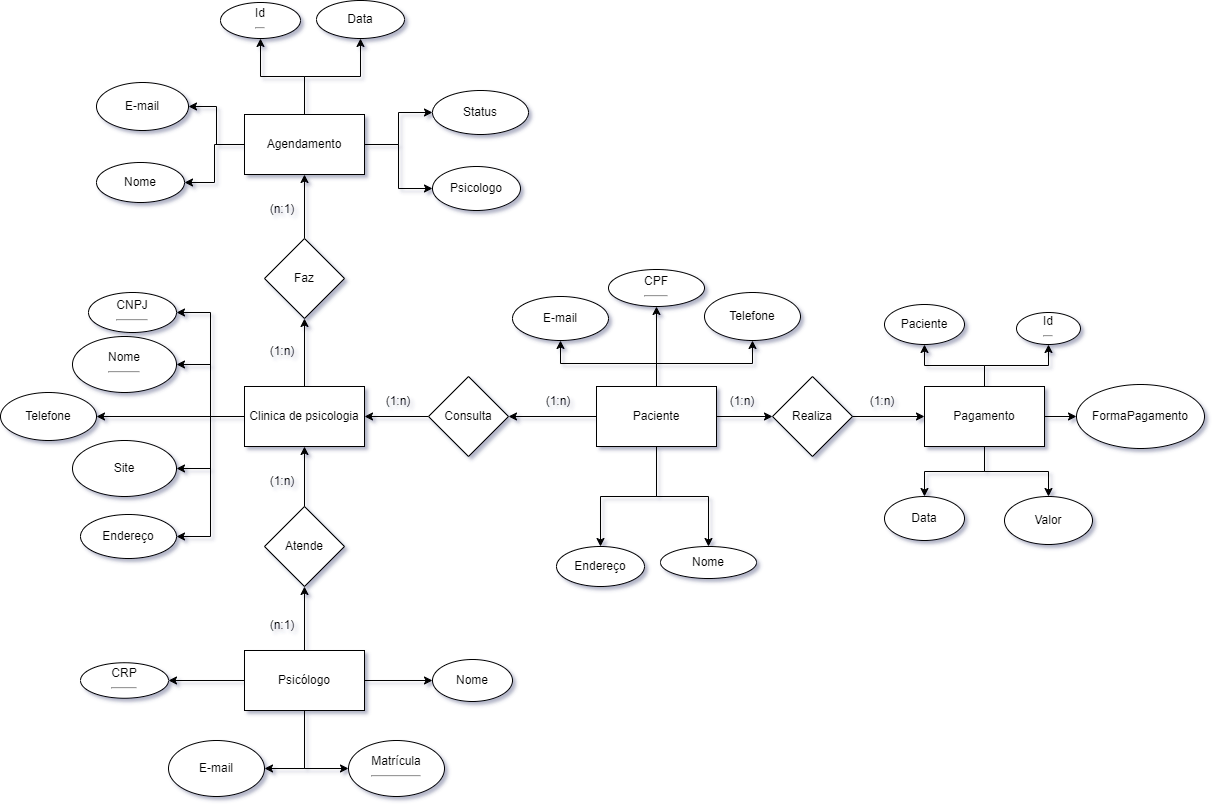 Id
Data
E-mail
Status
Agendamento
Nome
Psicologo
(n:1)
Faz
CNPJ
CPF
E-mail
Telefone
Paciente
Id
Nome
(1:n)
Telefone
Clinica de psicologia
(1:n)
Consulta
(1:n)
Paciente
(1:n)
Realiza
(1:n)
Pagamento
FormaPagamento
Site
(1:n)
Endereço
Atende
Data
Valor
Endereço
Nome
(n:1)
CRP
Psicólogo
Nome
E-mail
Matrícula